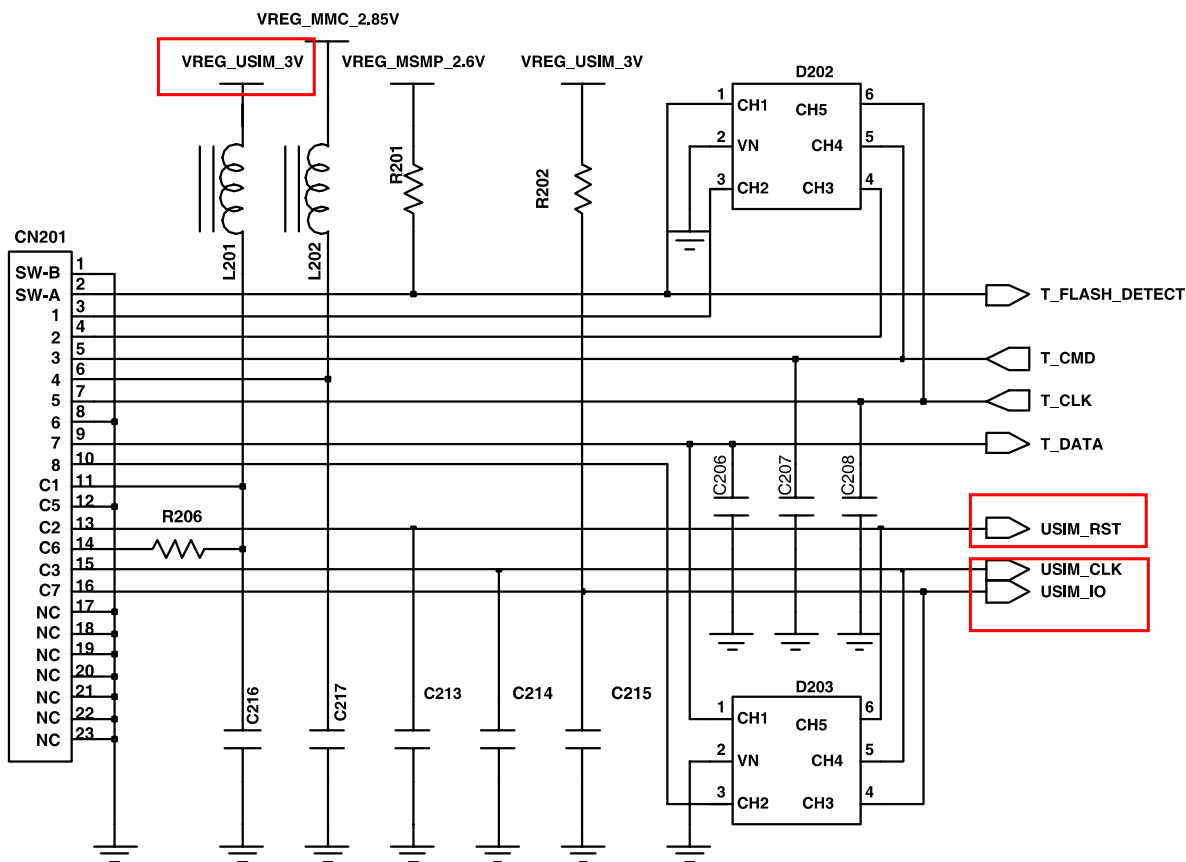 VREG_MMC_2.85V
VREG_USIM_3V
VREG_MSMP_2.6V
VREG_USIM_3V
D202
1 CH1 CH5 6
2 VN CH4 5
3 CH2 CH3 4
R201
R202
L201
L202
CN201
SW-B 1
SW-A 2
T_FLASH_DETECT
1 3
2 4
3 5
T_CMD
4 6
5 7
T_CLK
6 8
7 9
T_DATA
8 10
C206
C207
C208
C1 11
C5 12
R206
C2 13
USIM_RST
C6 14
C3 15
USIM_CLK
C7 16
USIM_IO
NC 17
NC 18
NC 19
NC 20
NC 21
NC 22
NC 23
C216
C217
C213
C214
C215
D203
1 CH1 CH5 6
2 VN CH4 5
3 CH2 CH3 4